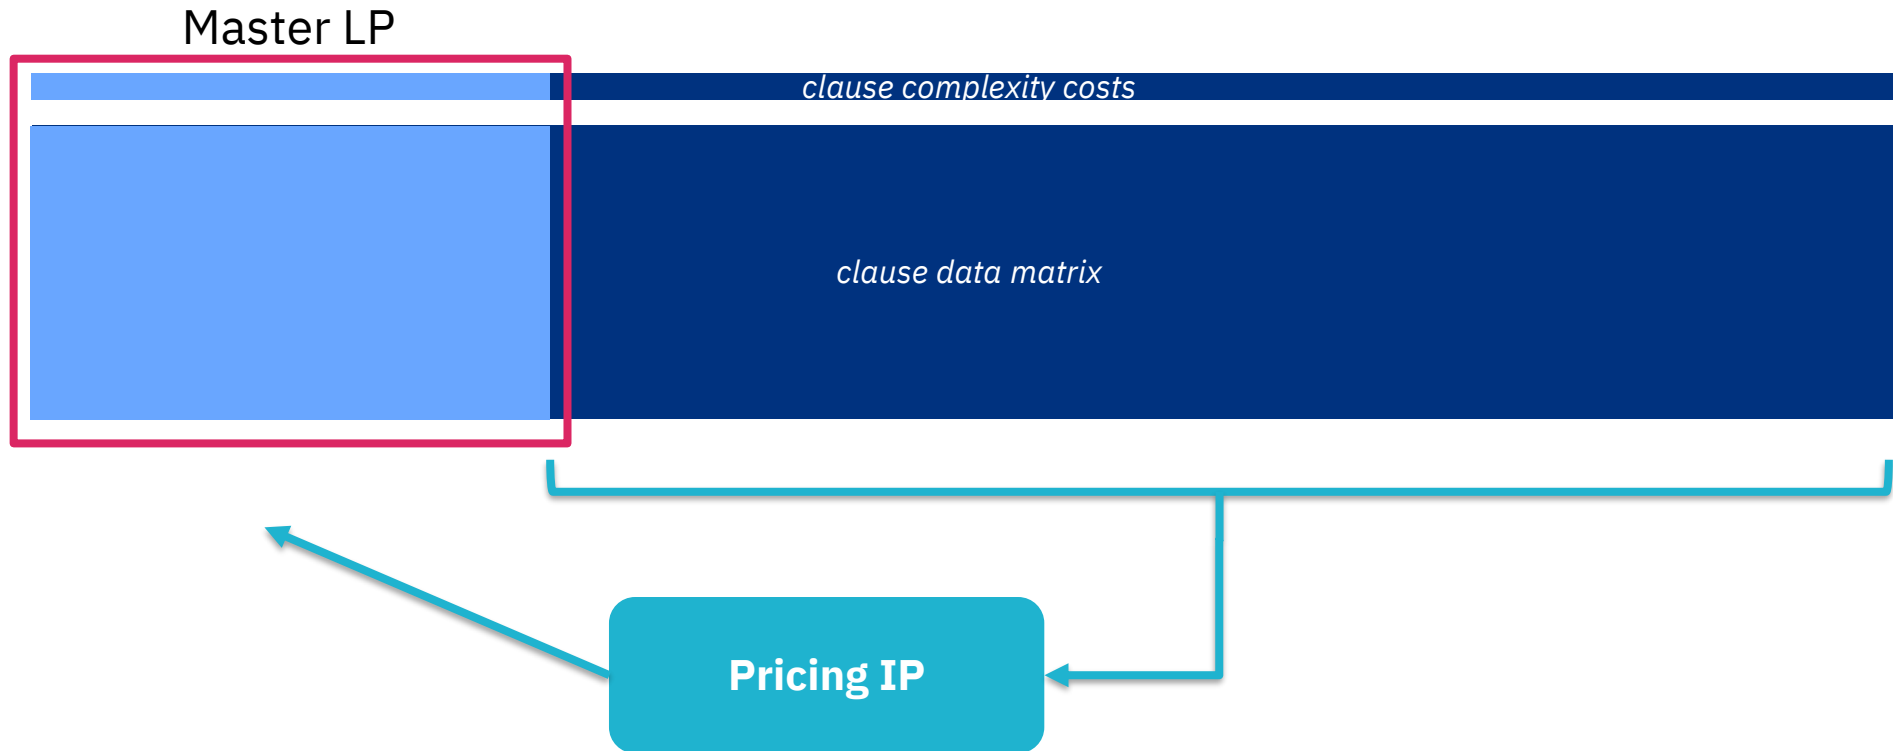 Master LP
clause complexity costs
clause data matrix
Pricing IP